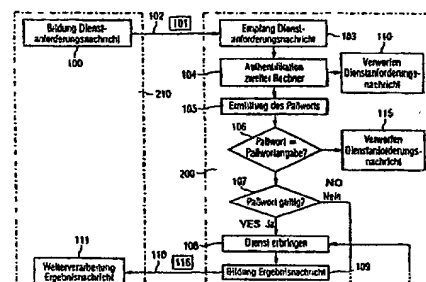 102
101
Bildung Dienst-
anforderungsnachricht
100
Empfang Dienst-
anforderungsnachricht
103
110
104
Authentifikation
zweiter Rechner
Verwerfen
Dienstanforderungs-
nachricht
210
105
Ermittlung des Paßworts
106
Paßwort =
Paßwortangabe?
115
Verwerfen
Dienstanforderungs-
nachricht
200
107
Paßwort gültig?
NO
Nein
YES Ja
108
Dienst erbringen
111
110
116
Weiterverarbeitung
Ergebnisnachricht
Bildung Ergebnisnachricht
109